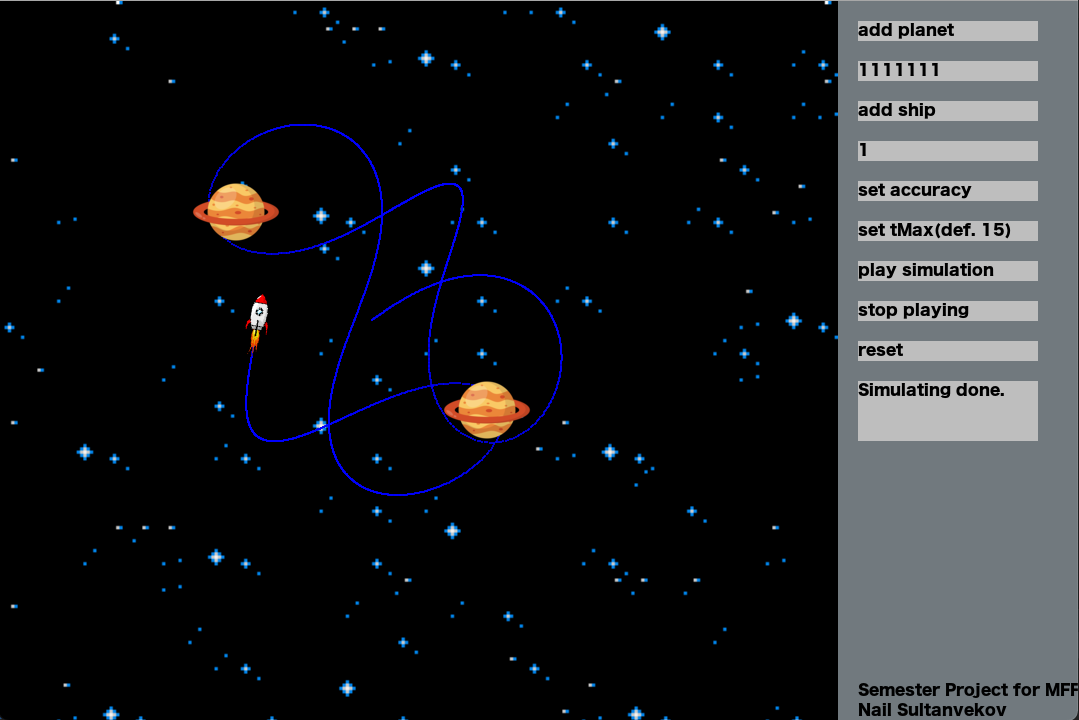 add planet
1111111
add ship
1
set accuracy
set tMax(def. 15)
play simulation
stop playing
reset
Simulating done.
Semester Project for MFF
Nail Sultanvekov